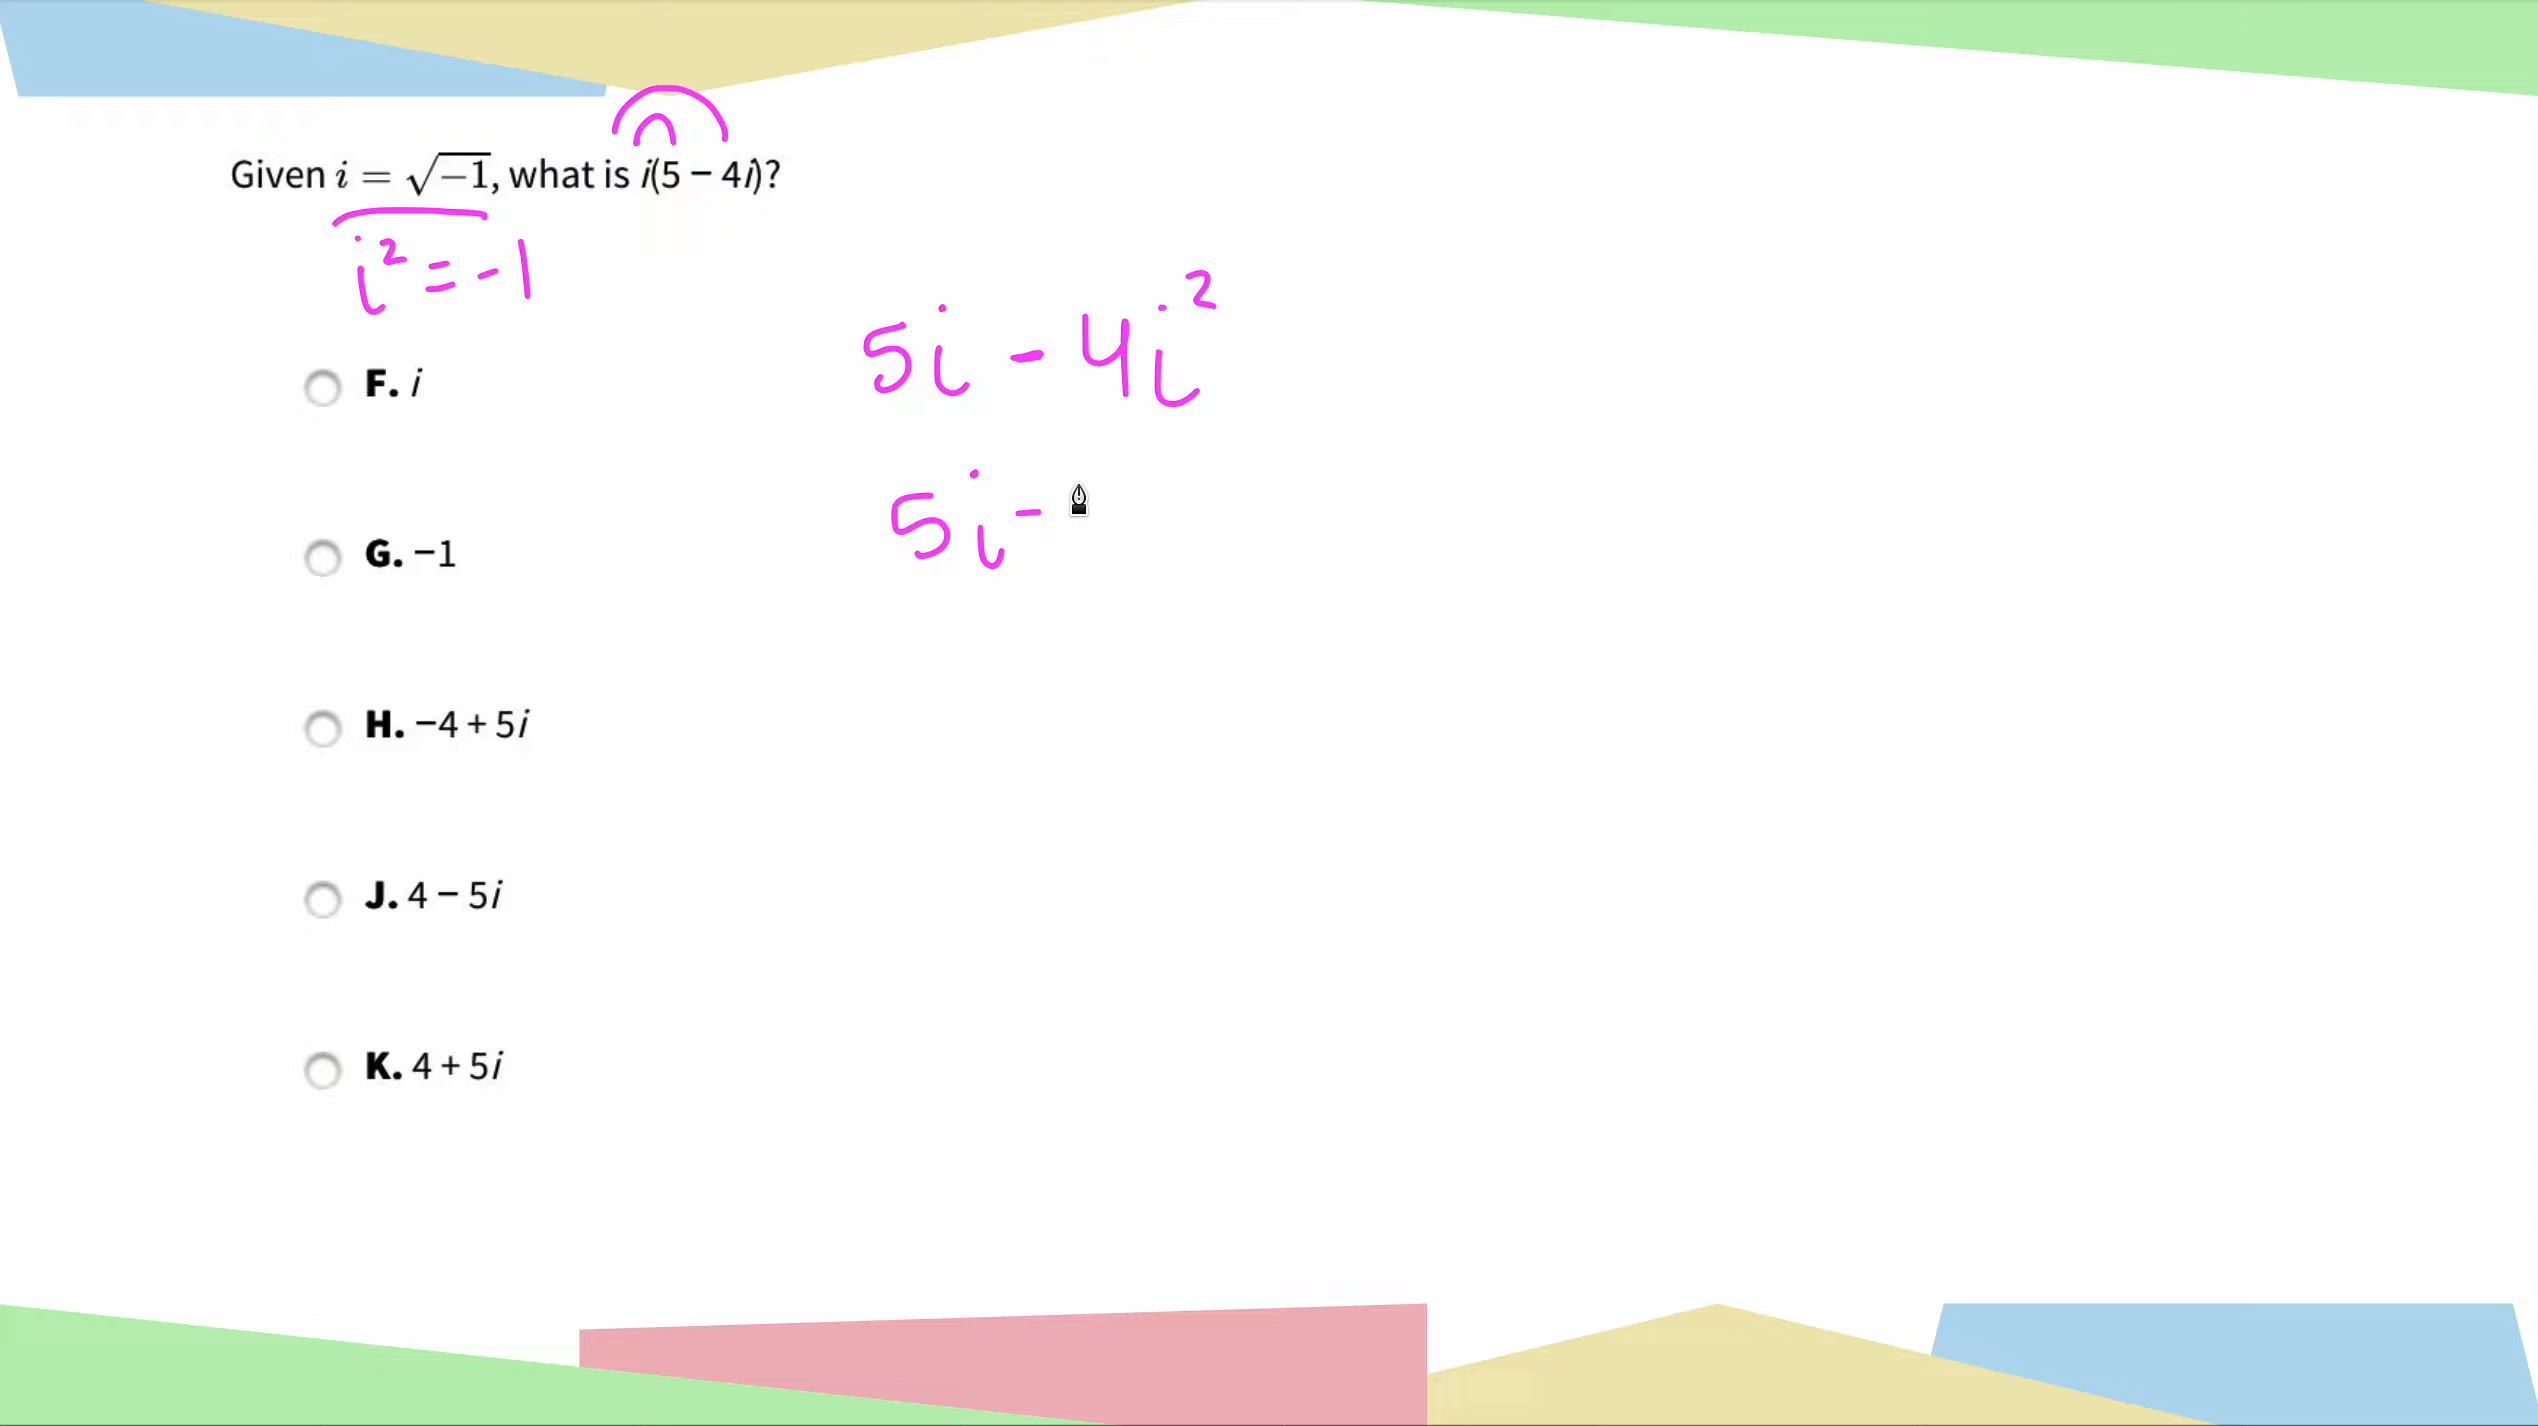 Given i = √−1, what is i(5 − 4i)?
i² = -1
5i - 4i²
5i -
F. i
G. −1
H. −4 + 5i
J. 4 − 5i
K. 4 + 5i